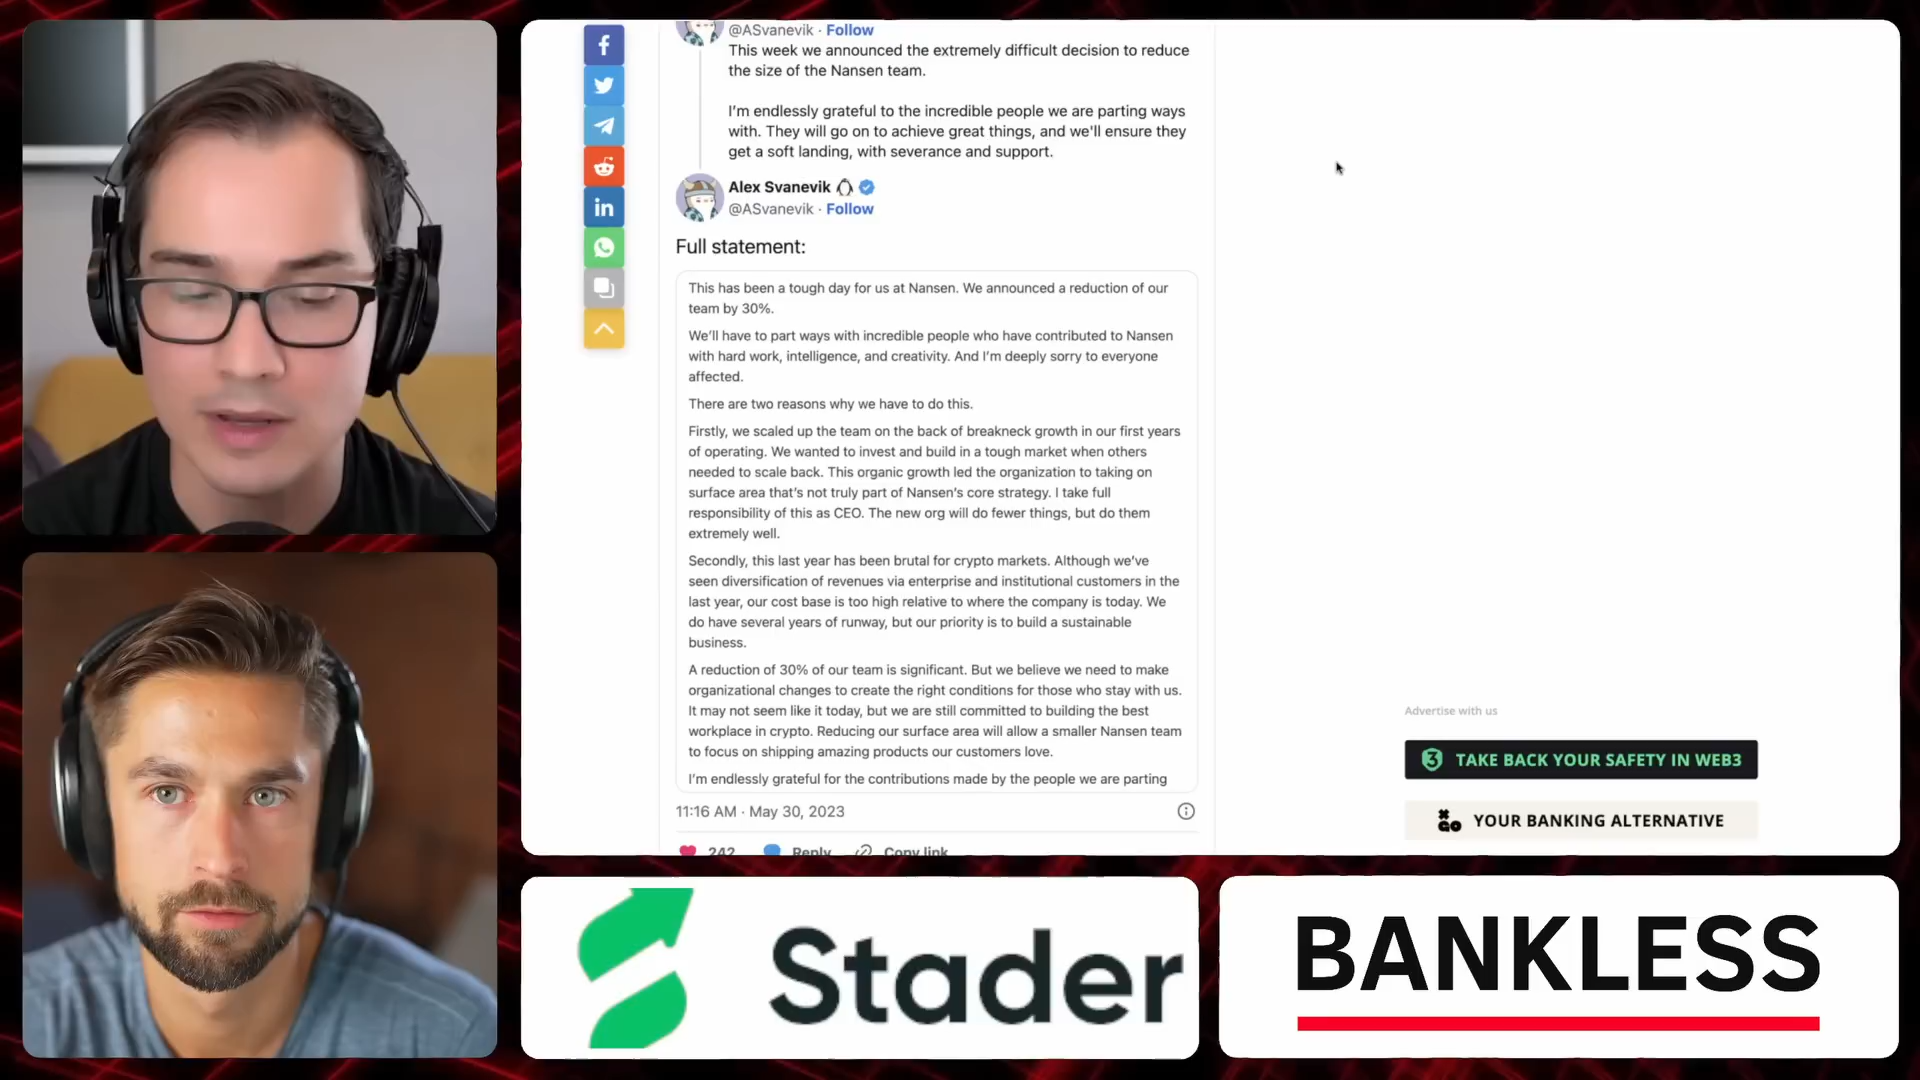 @ASvanevik · Follow
This week we announced the extremely difficult decision to reduce
the size of the Nansen team.
I'm endlessly grateful to the incredible people we are parting ways
with. They will go on to achieve great things, and we'll ensure they
get a soft landing, with severance and support.
Alex Svanevik
@ASvanevik · Follow
Full statement:
This has been a tough day for us at Nansen. We announced a reduction of our
team by 30%.
We'll have to part ways with incredible people who have contributed to Nansen
with hard work, intelligence, and creativity. And I'm deeply sorry to everyone
affected.
There are two reasons why we have to do this.
Firstly, we scaled up the team on the back of breakneck growth in our first years
of operating. We wanted to invest and build in a tough market when others
needed to scale back. This organic growth led the organization to taking on
surface area that's not truly part of Nansen's core strategy. I take full
responsibility of this as CEO. The new org will do fewer things, but do them
extremely well.
Secondly, this last year has been brutal for crypto markets. Although we've
seen diversification of revenues via enterprise and institutional customers in the
last year, our cost base is too high relative to where the company is today. We
do have several years of runway, but our priority is to build a sustainable
business.
A reduction of 30% of our team is significant. But we believe we need to make
organizational changes to create the right conditions for those who stay with us.
It may not seem like it today, but we are still committed to building the best
workplace in crypto. Reducing our surface area will allow a smaller Nansen team
to focus on shipping amazing products our customers love.
I'm endlessly grateful for the contributions made by the people we are parting
11:16 AM · May 30, 2023
242 Reply Copy link
Advertise with us
TAKE BACK YOUR SAFETY IN WEB3
YOUR BANKING ALTERNATIVE
Stader
BANKLESS